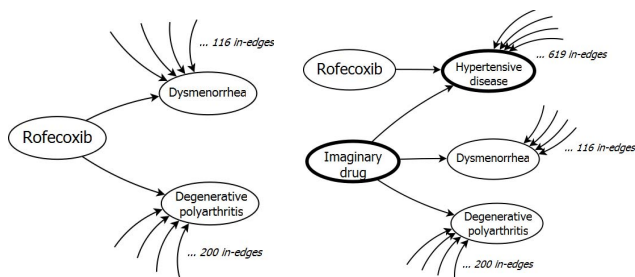 ... 116 in-edges
Dysmenorrhea
Rofecoxib
Degenerative
polyarthritis
... 200 in-edges
... 619 in-edges
Rofecoxib
Hypertensive
disease
Imaginary
drug
Dysmenorrhea
... 116 in-edges
Degenerative
polyarthritis
... 200 in-edges